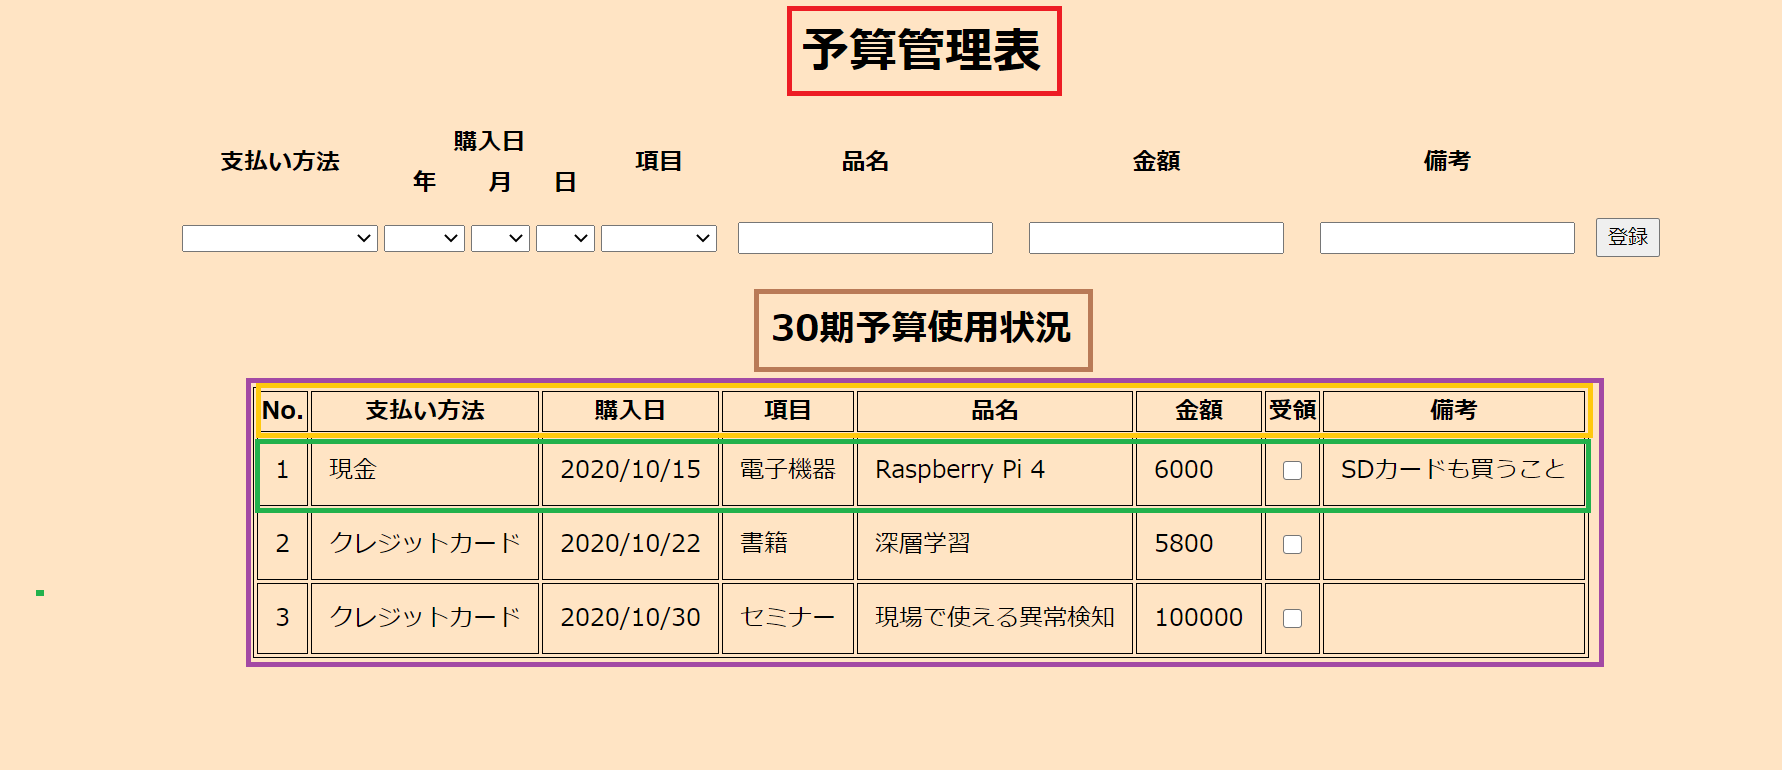 予算管理表
支払い方法 購入日 項目 品名 金額 備考
年 月 日
登録
30期予算使用状況
No. 支払い方法 購入日 項目 品名 金額 受領 備考
1 現金 2020/10/15 電子機器 Raspberry Pi 4 6000 SDカードも買うこと
2 クレジットカード 2020/10/22 書籍 深層学習 5800
3 クレジットカード 2020/10/30 セミナー 現場で使える異常検知 100000